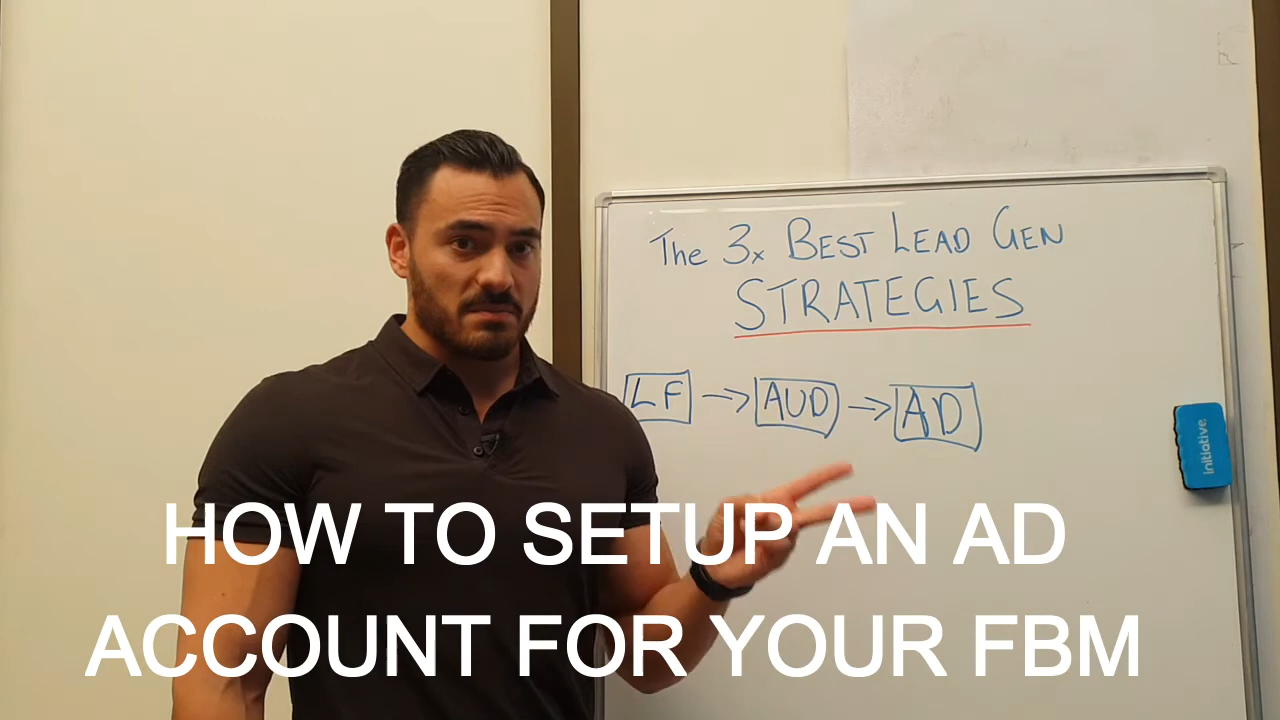 The 3x BEST LEAD GEN
STRATEGIES
LF → AUD → AD
initiative
HOW TO SETUP AN AD
ACCOUNT FOR YOUR FBM